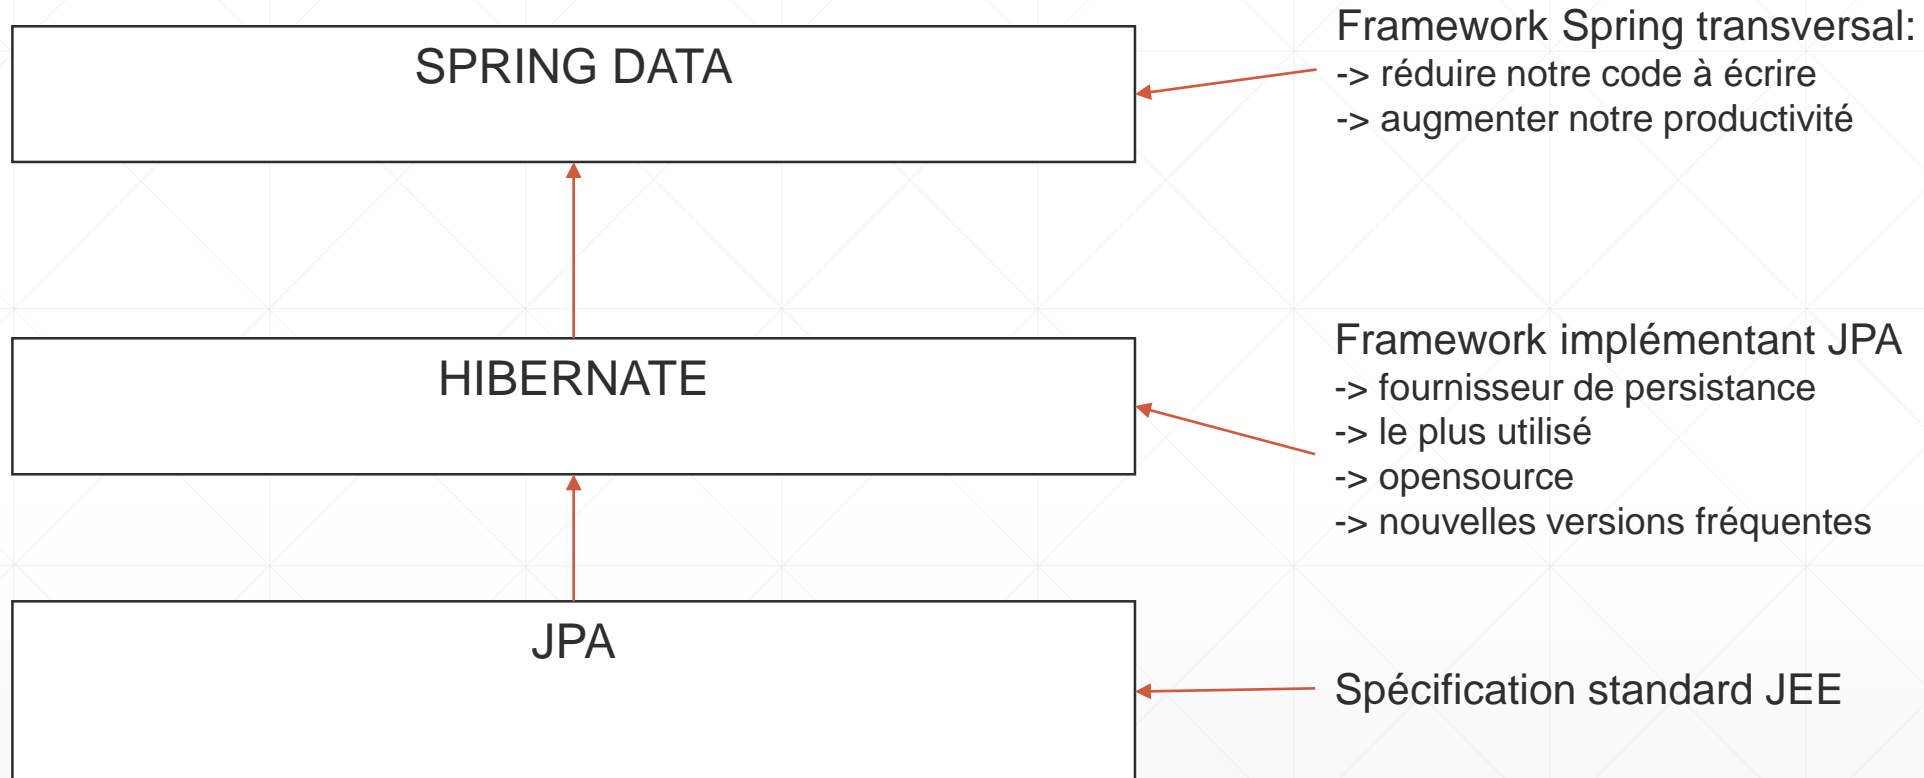 SPRING DATA
Framework Spring transversal:
-> réduire notre code à écrire
-> augmenter notre productivité
HIBERNATE
Framework implémentant JPA
-> fournisseur de persistance
-> le plus utilisé
-> opensource
-> nouvelles versions fréquentes
JPA
Spécification standard JEE